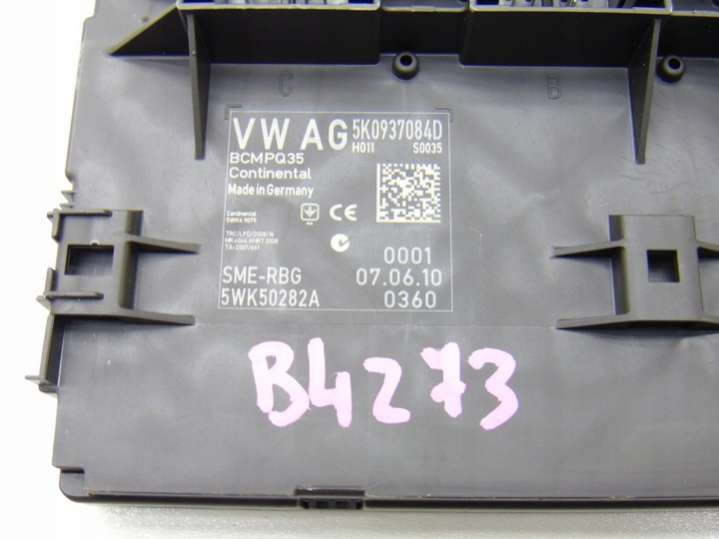 C
B
VW AG 5K0937084D
H011 S0035
BCMPQ35
Continental
Made in Germany
Continental
CE
0001
SME-RBG 07.06.10
5WK50282A 0360
B4273